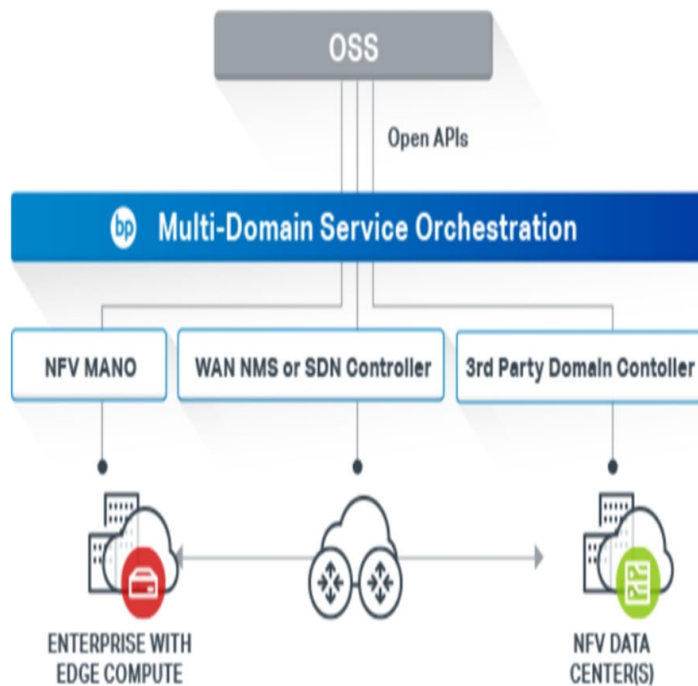 OSS
Open APIs
bp Multi-Domain Service Orchestration
NFV MANO
WAN NMS or SDN Controller
3rd Party Domain Contoller
ENTERPRISE WITH
EDGE COMPUTE
NFV DATA
CENTER(S)